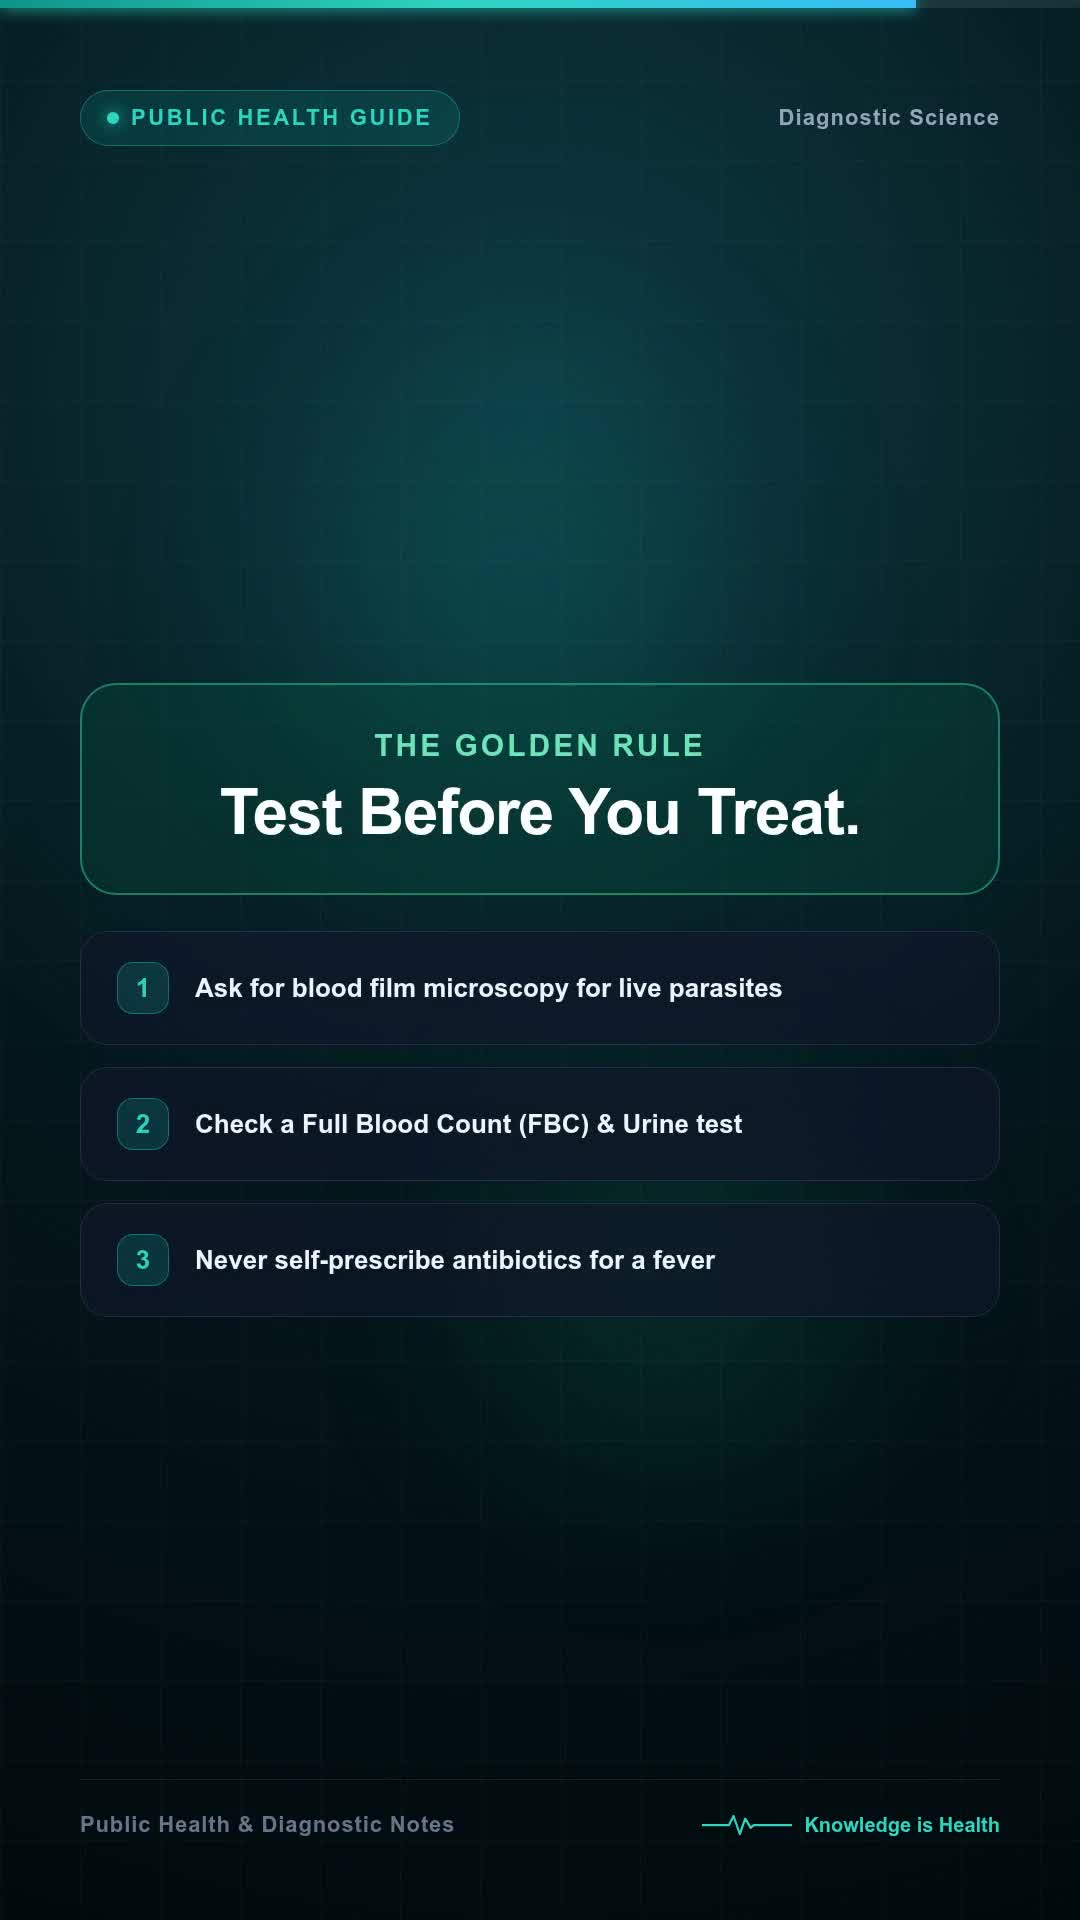 PUBLIC HEALTH GUIDE
Diagnostic Science
THE GOLDEN RULE
Test Before You Treat.
1 Ask for blood film microscopy for live parasites
2 Check a Full Blood Count (FBC) & Urine test
3 Never self-prescribe antibiotics for a fever
Public Health & Diagnostic Notes
Knowledge is Health